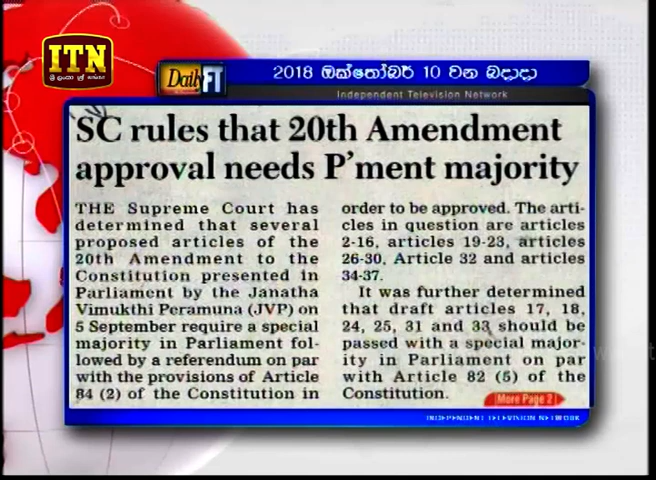 ITN
ශ්‍රී ලංකා ශ්‍රී සංඝාය
Daily FT
2018 ඔක්තෝබර් 10 වන බදාදා
Independent Television Network
SC rules that 20th Amendment
approval needs P'ment majority
THE Supreme Court has
determined that several
proposed articles of the
20th Amendment to the
Constitution presented in
Parliament by the Janatha
Vimukthi Peramuna (JVP) on
5 September require a special
majority in Parliament fol-
lowed by a referendum on par
with the provisions of Article
84 (2) of the Constitution in
order to be approved. The arti-
cles in question are articles
2-16, articles 19-23, articles
26-30, Article 32 and articles
34-37.
It was further determined
that draft articles 17, 18,
24, 25, 31 and 33 should be
passed with a special major-
ity in Parliament on par
with Article 82 (5) of the
Constitution.
More Page 2
INDEPENDENT TELEVISION NETWORK